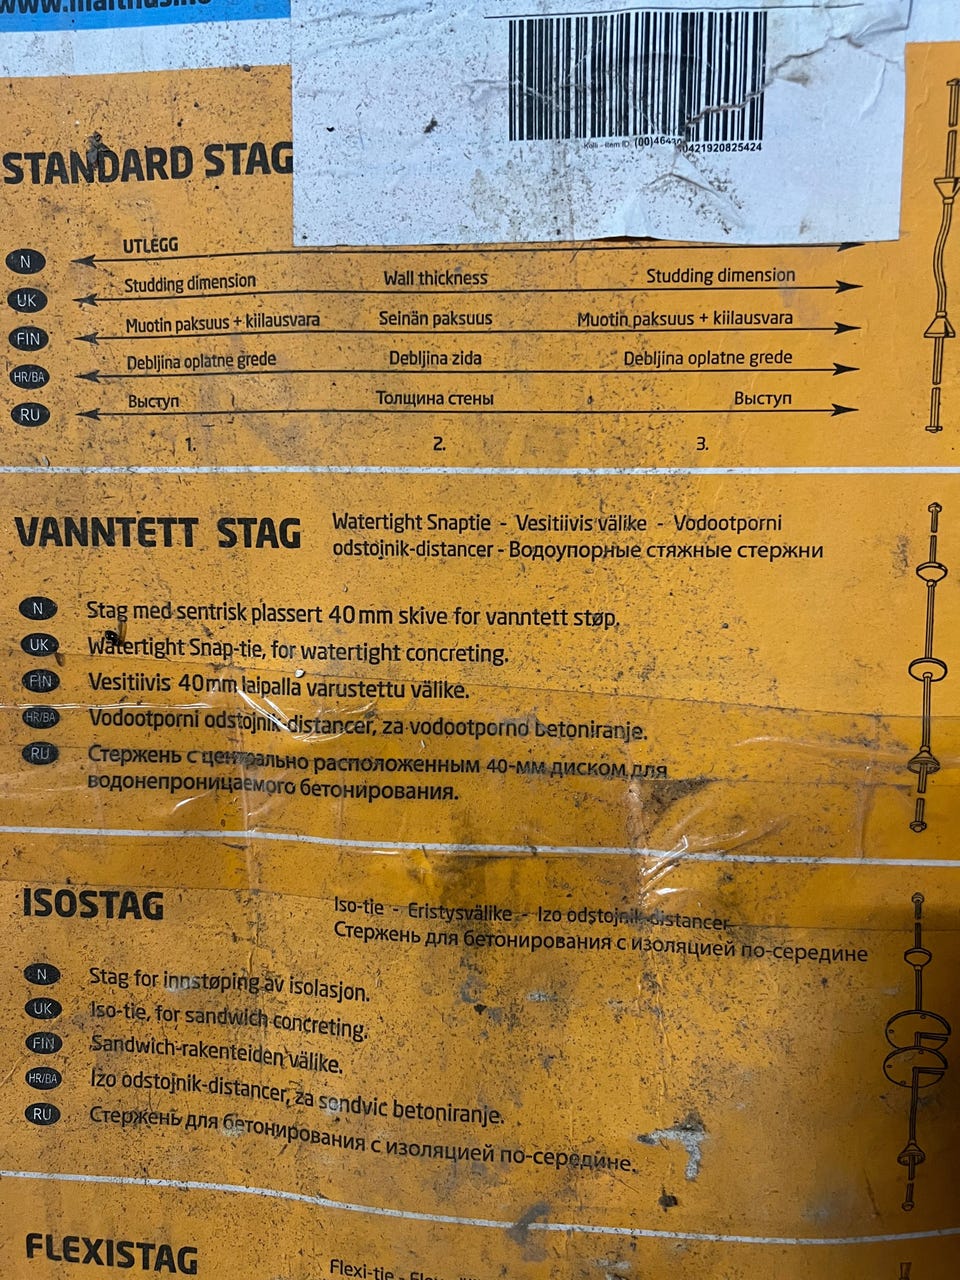 STANDARD STAG
Kolli - Item ID: (00)46430 0421920825424
N UTLEGG
UK Studding dimension Wall thickness Studding dimension
FIN Muotin paksuus + kiilausvara Seinän paksuus Muotin paksuus + kiilausvara
HR/BA Debljina oplatne grede Debljina zida Debljina oplatne grede
RU Выступ Толщина стены Выступ
1. 2. 3.
VANNTETT STAG
Watertight Snaptie - Vesitiivis välike - Vodootporni
odstojnik-distancer - Водоупорные стяжные стержни
N Stag med sentrisk plassert 40 mm skive for vanntett støp.
UK Watertight Snap-tie, for watertight concreting.
FIN Vesitiivis 40mm laipalla varustettu välike.
HR/BA Vodootporni odstojnik-distancer, za vodootporno betoniranje.
RU Стержень с центрально расположенным 40-мм диском для
водонепроницаемого бетонирования.
ISOSTAG
Iso-tie - Eristysvälike - Izo odstojnik-distancer
Стержень для бетонирования с изоляцией по-середине
N Stag for innstøping av isolasjon.
UK Iso-tie, for sandwich concreting.
FIN Sandwich-rakenteiden välike.
HR/BA Izo odstojnik-distancer, za sendvic betoniranje.
RU Стержень для бетонирования с изоляцией по-середине.
FLEXISTAG
Flexi-tie -